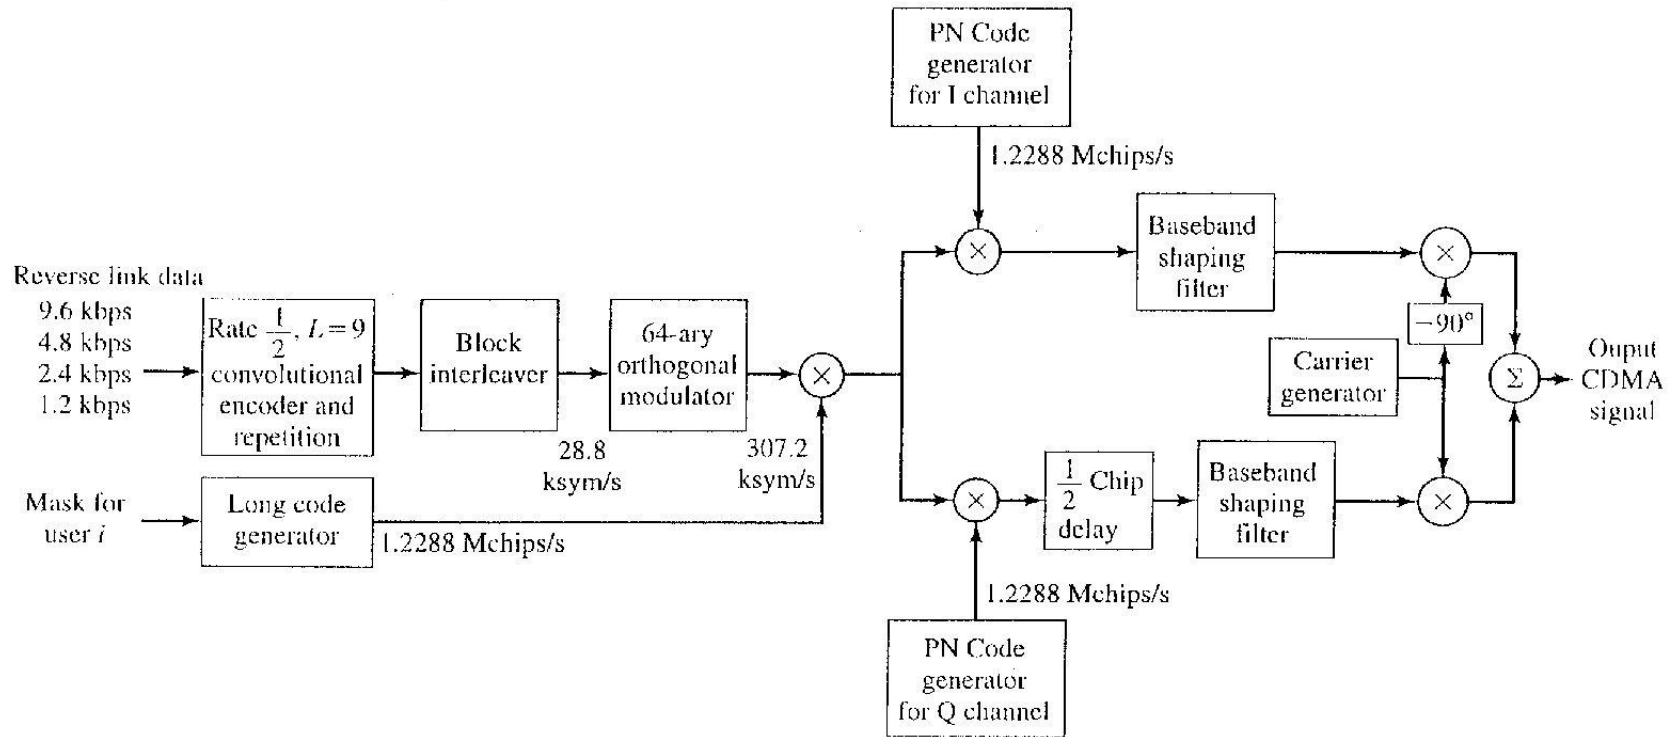 PN Code
generator
for I channel
1.2288 Mchips/s
Baseband
shaping
filter
Reverse link data
9.6 kbps
4.8 kbps
2.4 kbps
1.2 kbps
Rate 1/2, L=9
convolutional
encoder and
repetition
Block
interleaver
64-ary
orthogonal
modulator
×
×
×
−90°
Carrier
generator
Σ
Ouput
CDMA
signal
28.8
ksym/s
307.2
ksym/s
Mask for
user i
Long code
generator
1.2288 Mchips/s
×
1/2 Chip
delay
Baseband
shaping
filter
×
1.2288 Mchips/s
PN Code
generator
for Q channel